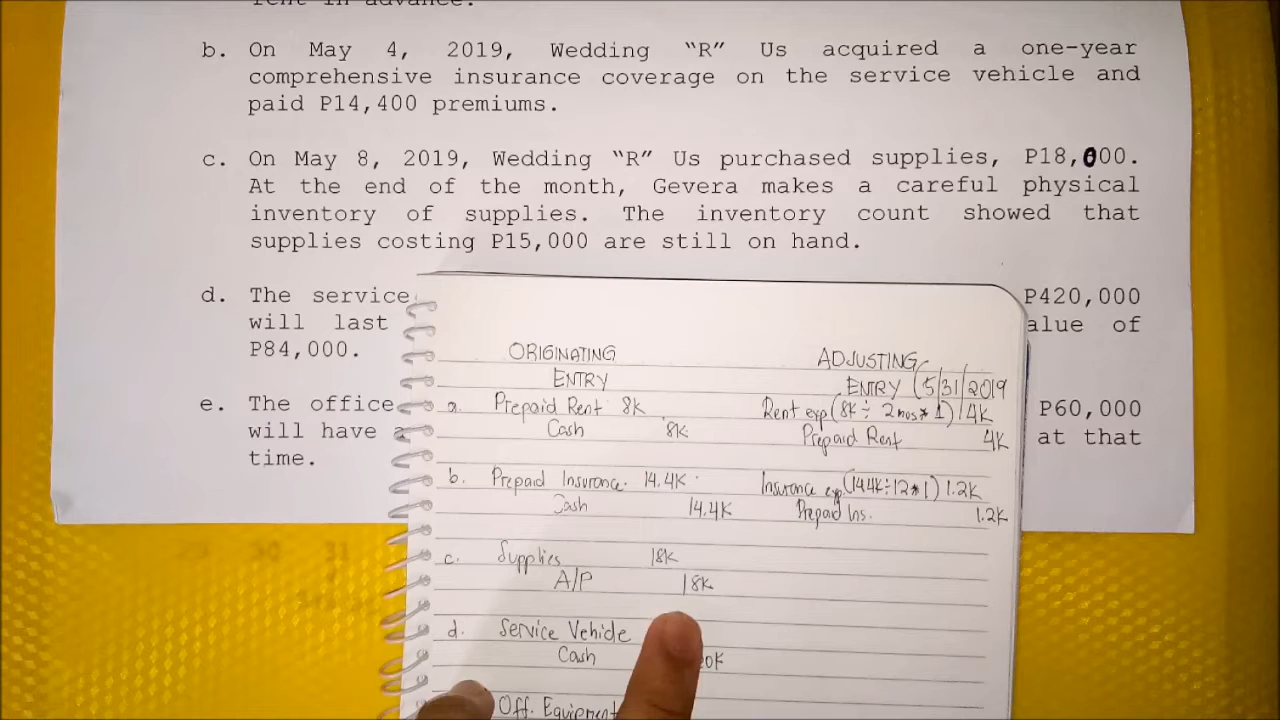 rent in advance.
b. On May 4, 2019, Wedding “R” Us acquired a one-year
comprehensive insurance coverage on the service vehicle and
paid P14,400 premiums.
c. On May 8, 2019, Wedding “R” Us purchased supplies, P18,000.
At the end of the month, Gevera makes a careful physical
inventory of supplies. The inventory count showed that
supplies costing P15,000 are still on hand.
d. The service P420,000
will last alue of
P84,000.
e. The office P60,000
will have a at that
time.
ORIGINATING ADJUSTING
ENTRY ENTRY (5/31/2019
a. Prepaid Rent 8K Rent exp (8K ÷ 2mos * 1) 4K
Cash 8K Prepaid Rent 4K
b. Prepaid Insurance. 14.4K Insurance exp (14.4K÷12*1) 1.2K
Cash 14.4K Prepaid Ins. 1.2K
c. Supplies 18K
A/P 18K
d. Service Vehicle
Cash 20K
Off. Equipment